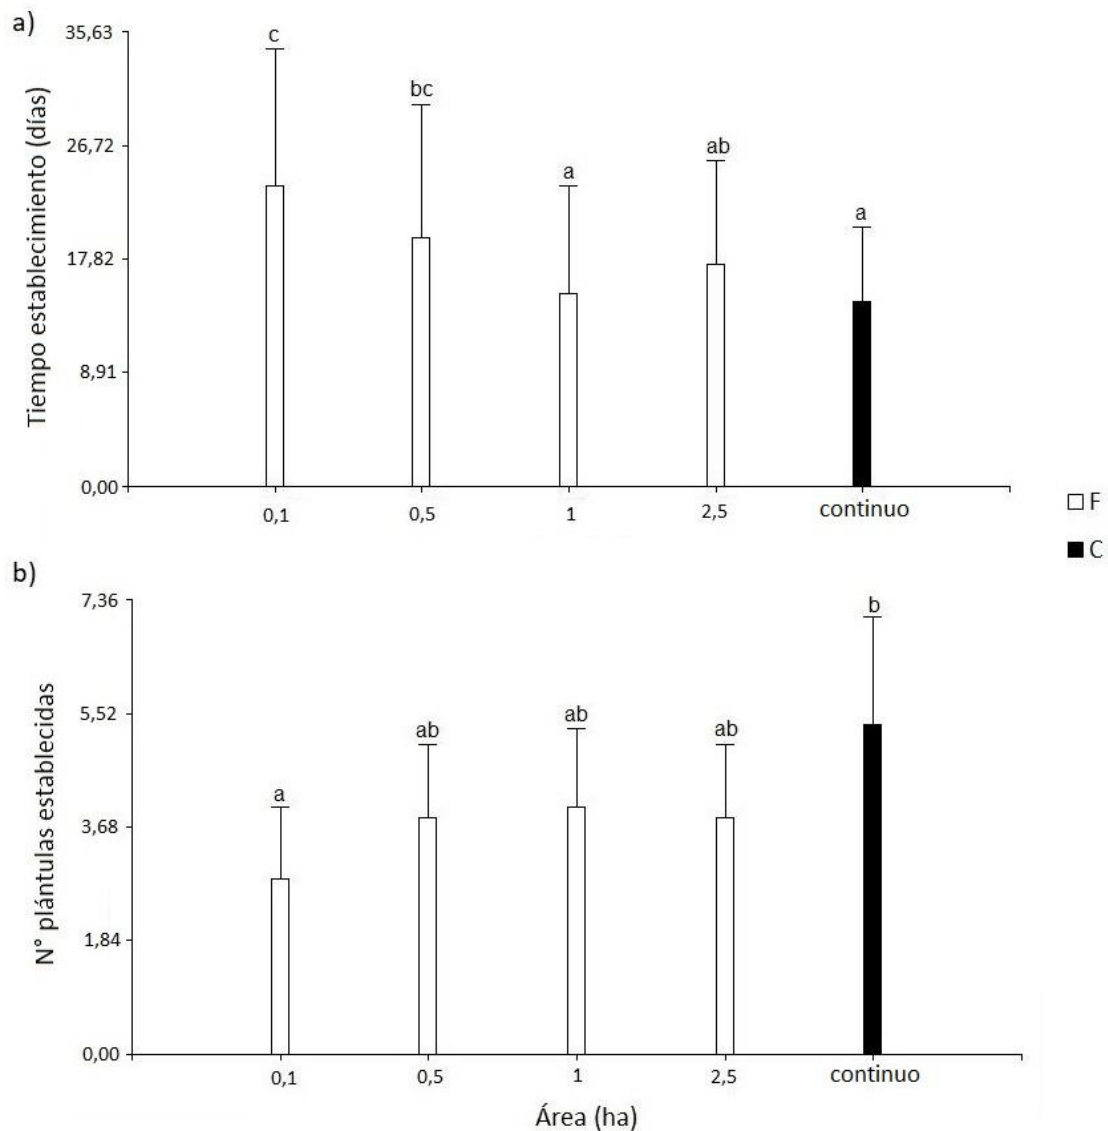 a)
Tiempo establecimiento (días)
35,63
26,72
17,82
8,91
0,00
c
bc
a
ab
a
0,1
0,5
1
2,5
continuo
F
C
b)
N° plántulas establecidas
7,36
5,52
3,68
1,84
0,00
a
ab
ab
ab
b
0,1
0,5
1
2,5
continuo
Área (ha)